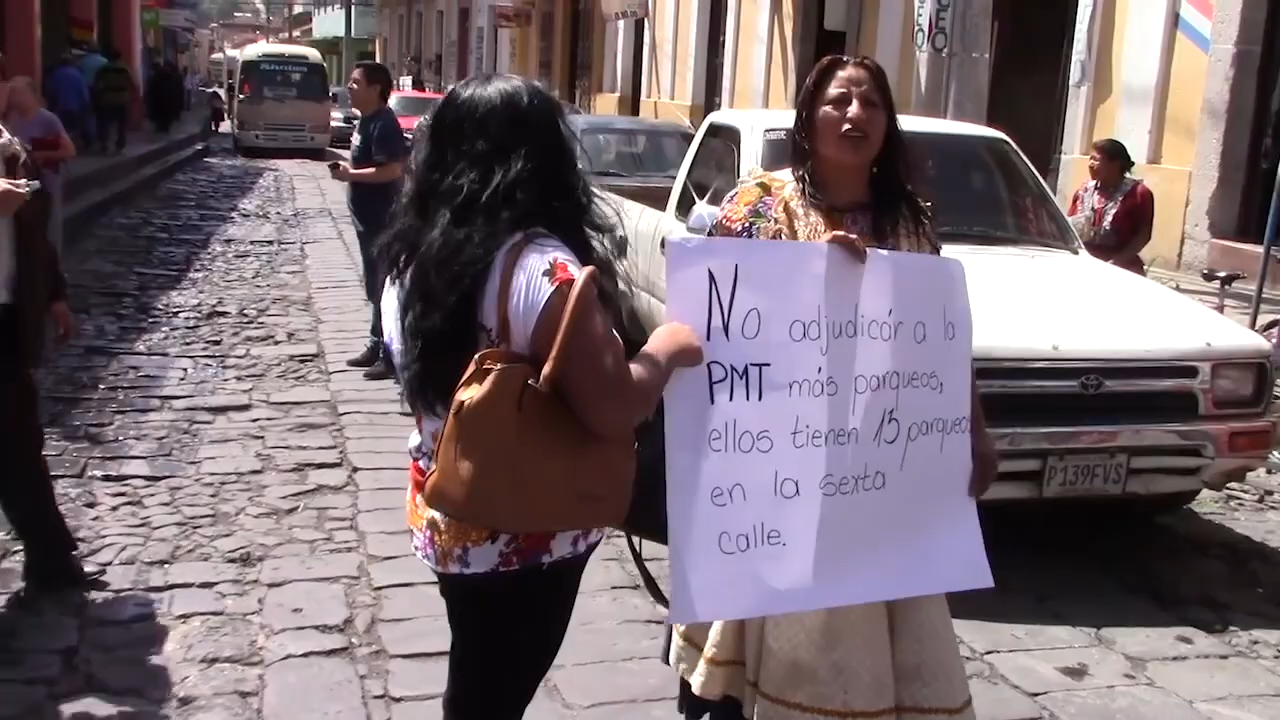 No adjudicár a la
PMT más parqueos,
ellos tienen 15 parqueos
en la sexta
calle.
P139FVS